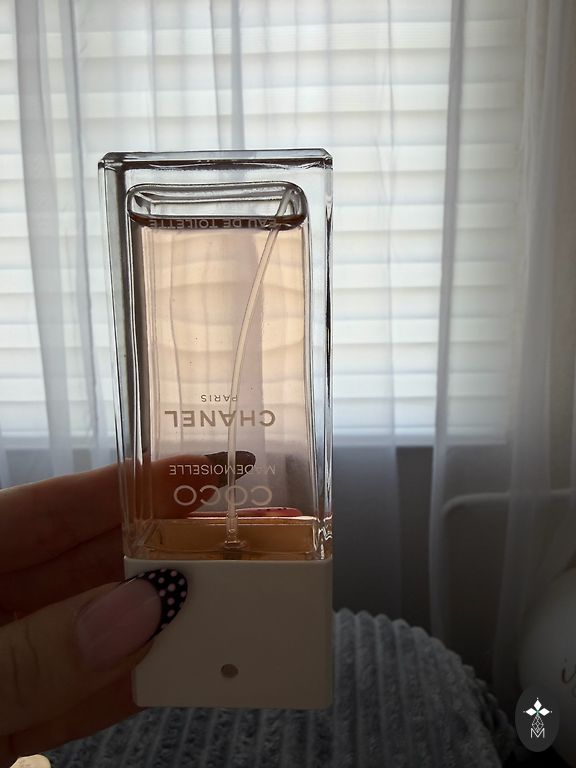 COCO
MADEMOISELLE
CHANEL
PARIS
EAU DE TOILETTE